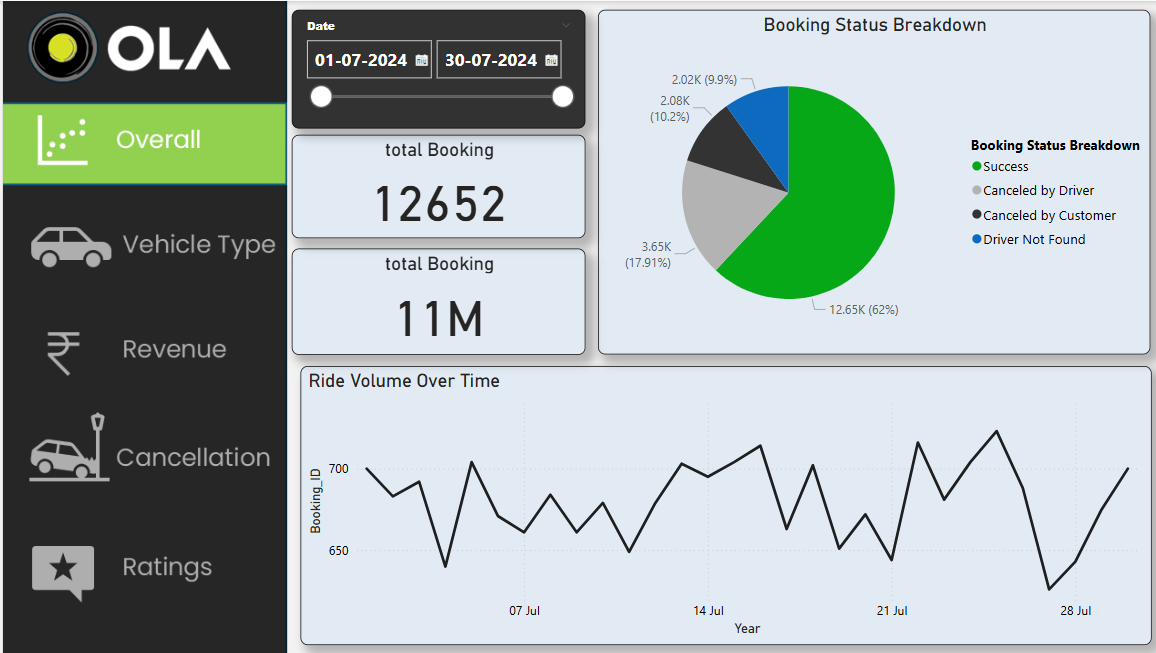 OLA
Overall
Vehicle Type
Revenue
Cancellation
Ratings
Date
01-07-2024
30-07-2024
total Booking
12652
total Booking
11M
Booking Status Breakdown
2.02K (9.9%)
2.08K
(10.2%)
3.65K
(17.91%)
12.65K (62%)
Booking Status Breakdown
Success
Canceled by Driver
Canceled by Customer
Driver Not Found
Ride Volume Over Time
Booking_ID
700
650
07 Jul
14 Jul
21 Jul
28 Jul
Year